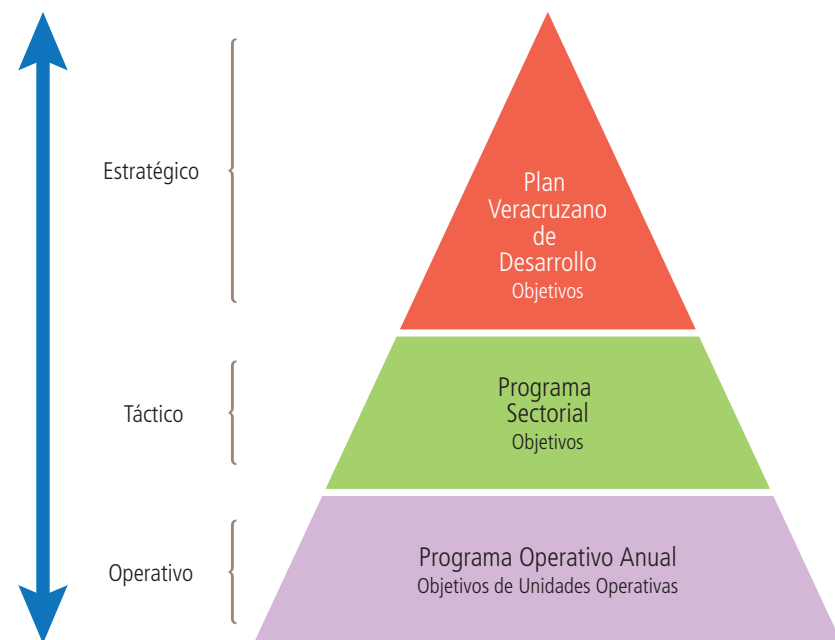 Estratégico
Plan
Veracruzano
de
Desarrollo
Objetivos
Táctico
Programa
Sectorial
Objetivos
Operativo
Programa Operativo Anual
Objetivos de Unidades Operativas